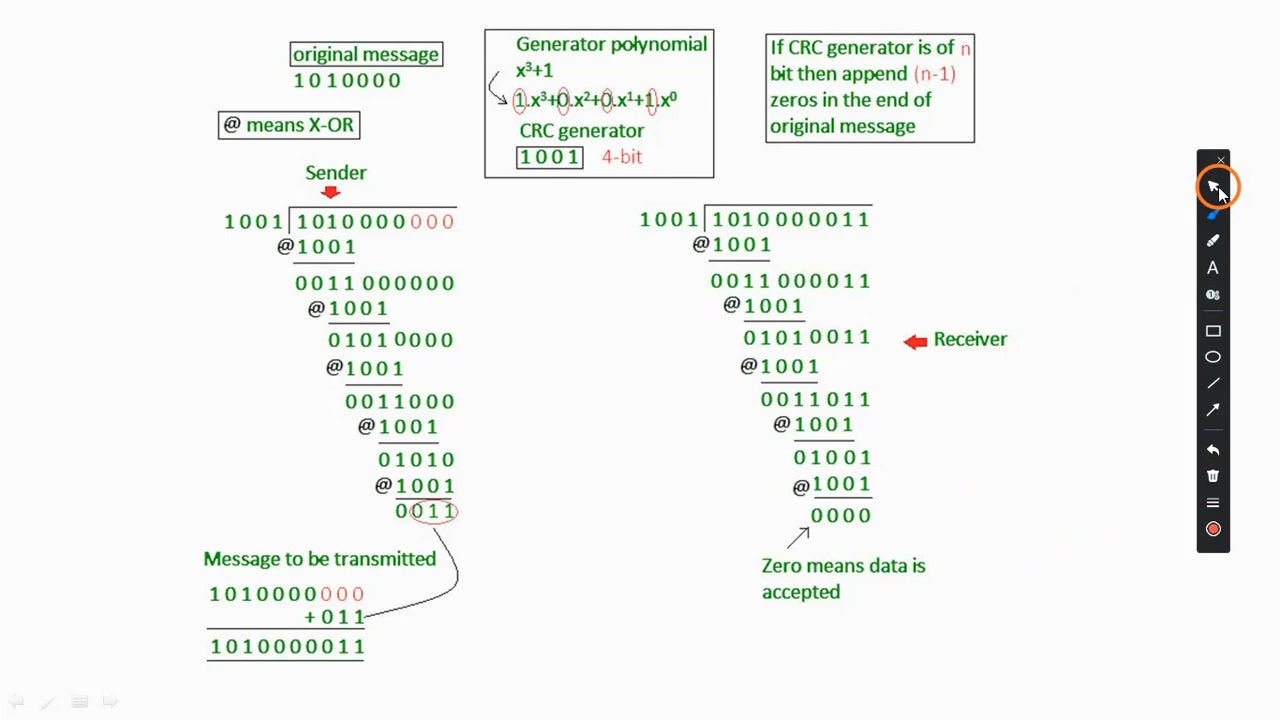 original message
1010000
@ means X-OR
Generator polynomial
x³+1
1.x³+0.x²+0.x¹+1.x⁰
CRC generator
1001 4-bit
If CRC generator is of n
bit then append (n-1)
zeros in the end of
original message
Sender
1001 1010000000
@1001
0011000000
@1001
01010000
@1001
0011000
@1001
01010
@1001
0011
Message to be transmitted
1010000000
+011
1010000011
1001 1010000011
@1001
0011000011
@1001
01010011
Receiver
@1001
0011011
@1001
01001
@1001
0000
Zero means data is
accepted
A